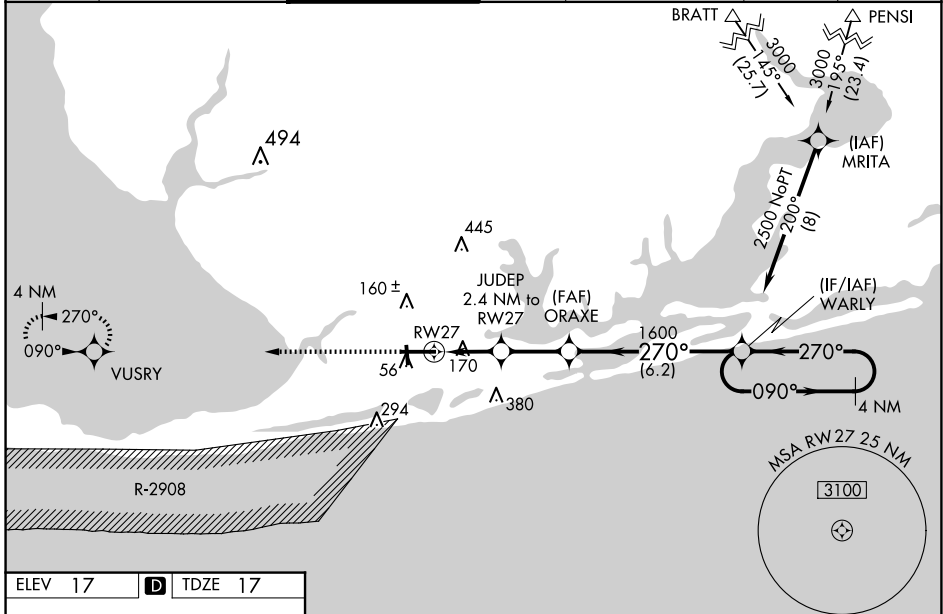 BRATT
PENSI
3000
145°
(25.7)
3000
195°
(23.4)
(IAF)
MRITA
2500 NoPT
200°
(8)
494
445
160 ±
JUDEP
2.4 NM to
RW27
(FAF)
ORAXE
(IF/IAF)
WARLY
4 NM
270°
090°
VUSRY
RW27
56
170
1600
270°
(6.2)
270°
090°
4 NM
380
294
R-2908
MSA RW 27 25 NM
3100
ELEV 17 D TDZE 17